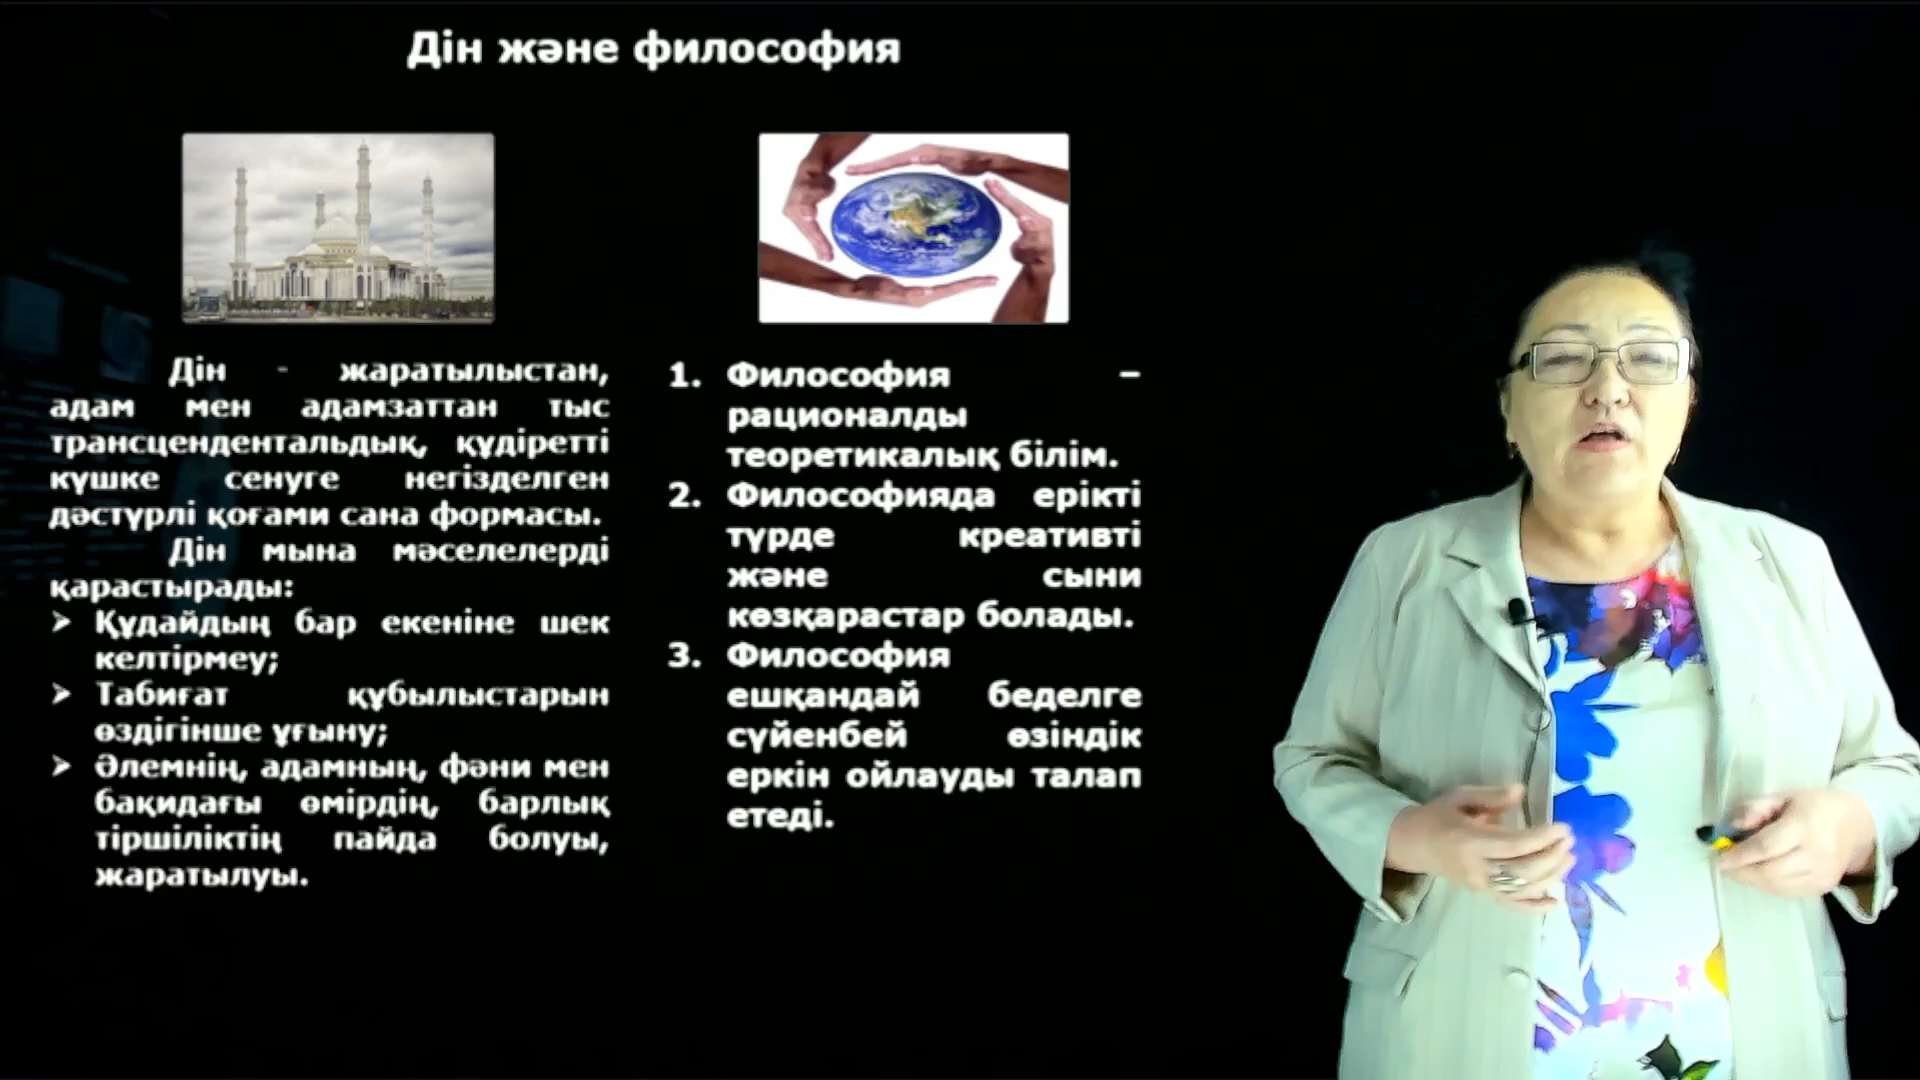 Дін және философия
Дін - жаратылыстан,
адам мен адамзаттан тыс
трансцендентальдық, құдіретті
күшке сенуге негізделген
дәстүрлі қоғами сана формасы.
Дін мына мәселелерді
қарастырады:
➢ Құдайдың бар екеніне шек
келтірмеу;
➢ Табиғат құбылыстарын
өздігінше ұғыну;
➢ Әлемнің, адамның, фәни мен
бақидағы өмірдің, барлық
тіршіліктің пайда болуы,
жаратылуы.
1. Философия –
рационалды
теоретикалық білім.
2. Философияда ерікті
түрде креативті
және сыни
көзқарастар болады.
3. Философия
ешқандай беделге
сүйенбей өзіндік
еркін ойлауды талап
етеді.